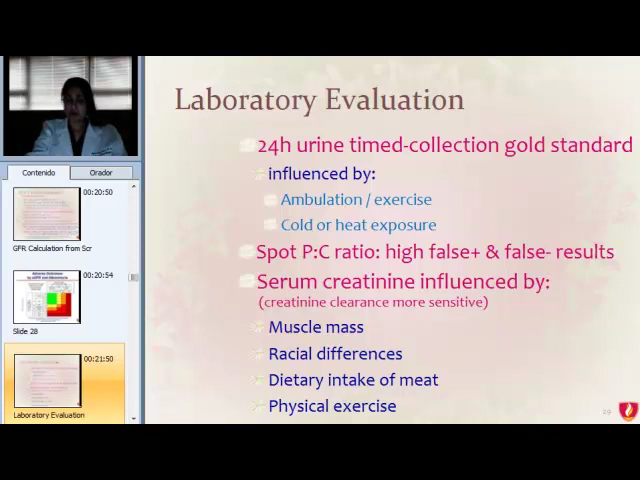 Laboratory Evaluation
24h urine timed-collection gold standard
influenced by:
Ambulation / exercise
Cold or heat exposure
Spot P:C ratio: high false+ & false- results
Serum creatinine influenced by:
(creatinine clearance more sensitive)
Muscle mass
Racial differences
Dietary intake of meat
Physical exercise
29
Contenido
Orador
00:20:50
GFR Calculation from Scr
00:20:54
Slide 28
00:21:50
Laboratory Evaluation